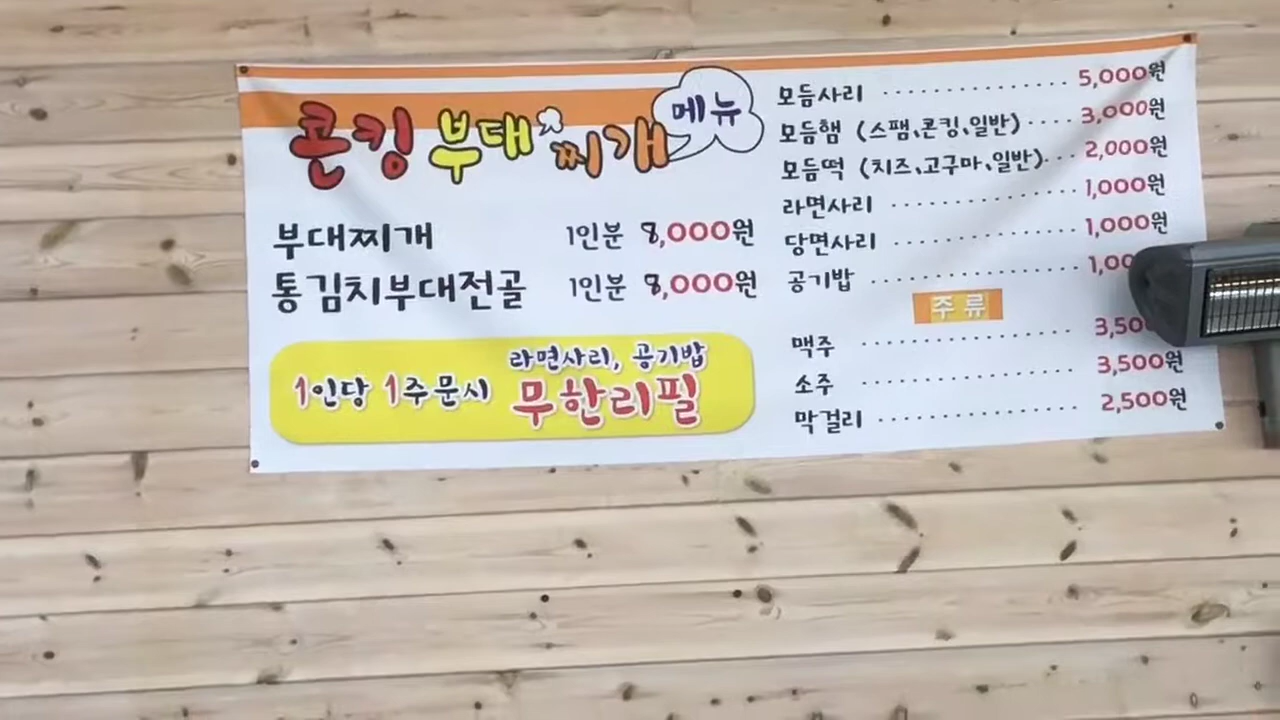 콘킹 부대찌개 메뉴
부대찌개 1인분 8,000원
통김치부대전골 1인분 8,000원
라면사리, 공기밥
1인당 1주문시 무한리필
모듬사리 5,000원
모듬햄 (스팸、콘킹、일반) 3,000원
모듬떡 (치즈、고구마、일반) 2,000원
라면사리 1,000원
당면사리 1,000원
공기밥
주류
맥주
소주 3,500원
막걸리 2,500원